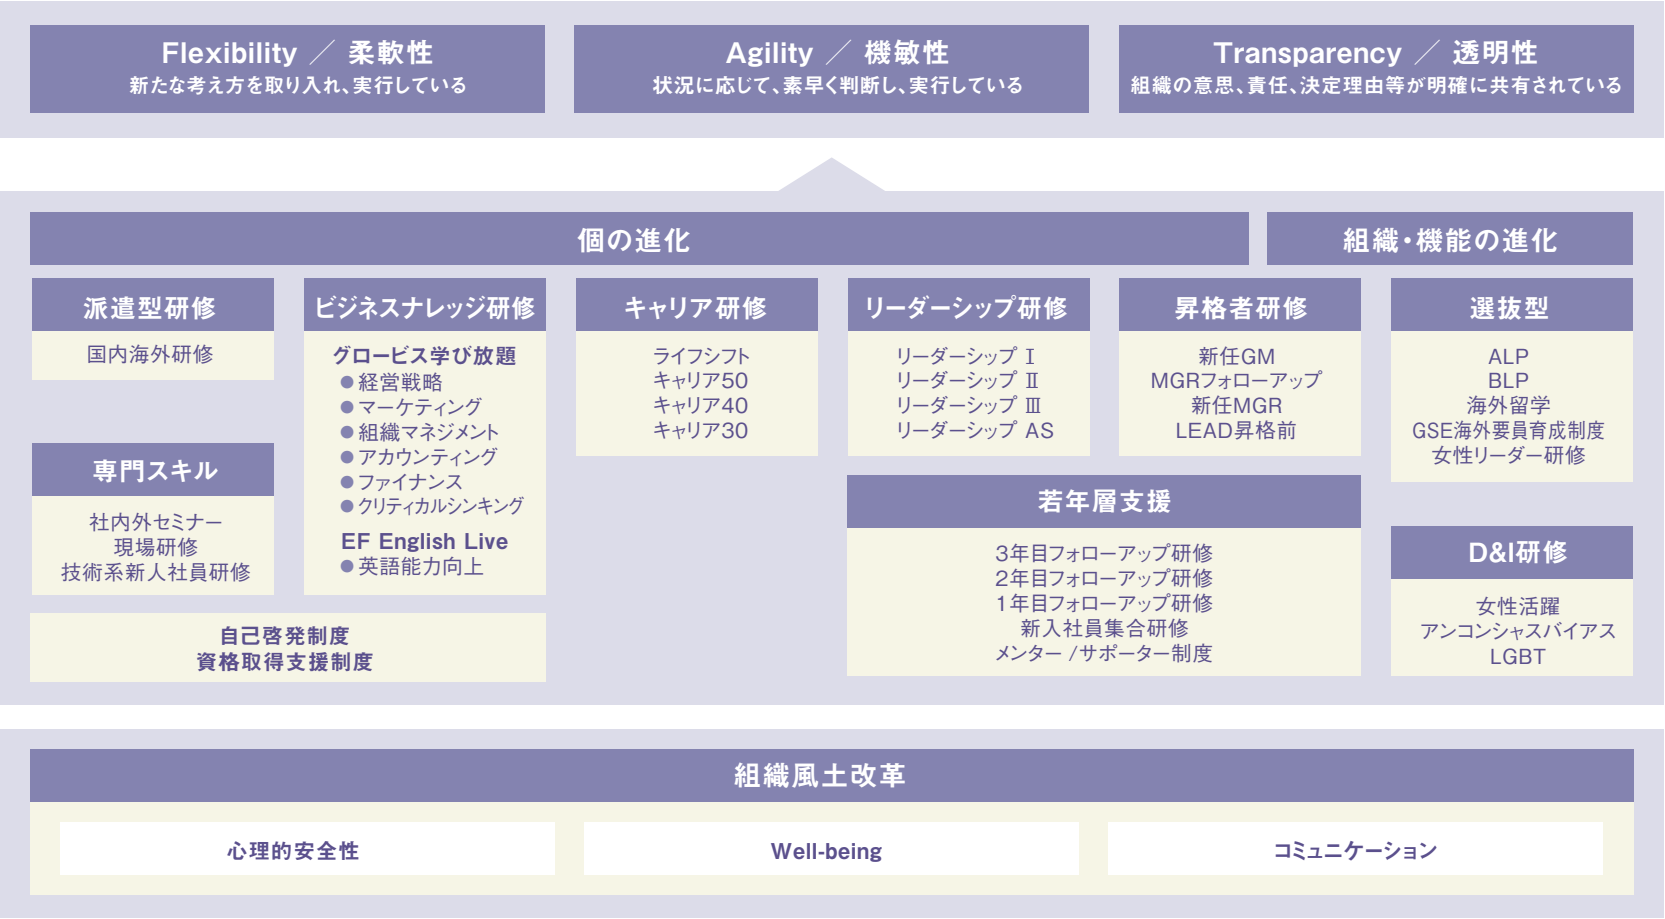 Flexibility ／ 柔軟性
新たな考え方を取り入れ、実行している
Agility ／ 機敏性
状況に応じて、素早く判断し、実行している
Transparency ／ 透明性
組織の意思、責任、決定理由等が明確に共有されている
個の進化
組織・機能の進化
派遣型研修
国内海外研修
専門スキル
社内外セミナー
現場研修
技術系新人社員研修
ビジネスナレッジ研修
グロービス学び放題
●経営戦略
●マーケティング
●組織マネジメント
●アカウンティング
●ファイナンス
●クリティカルシンキング
EF English Live
●英語能力向上
自己啓発制度
資格取得支援制度
キャリア研修
ライフシフト
キャリア50
キャリア40
キャリア30
リーダーシップ研修
リーダーシップ Ⅰ
リーダーシップ Ⅱ
リーダーシップ Ⅲ
リーダーシップ AS
昇格者研修
新任GM
MGRフォローアップ
新任MGR
LEAD昇格前
若年層支援
3年目フォローアップ研修
2年目フォローアップ研修
1年目フォローアップ研修
新入社員集合研修
メンター /サポーター制度
選抜型
ALP
BLP
海外留学
GSE海外要員育成制度
女性リーダー研修
D&I研修
女性活躍
アンコンシャスバイアス
LGBT
組織風土改革
心理的安全性
Well-being
コミュニケーション